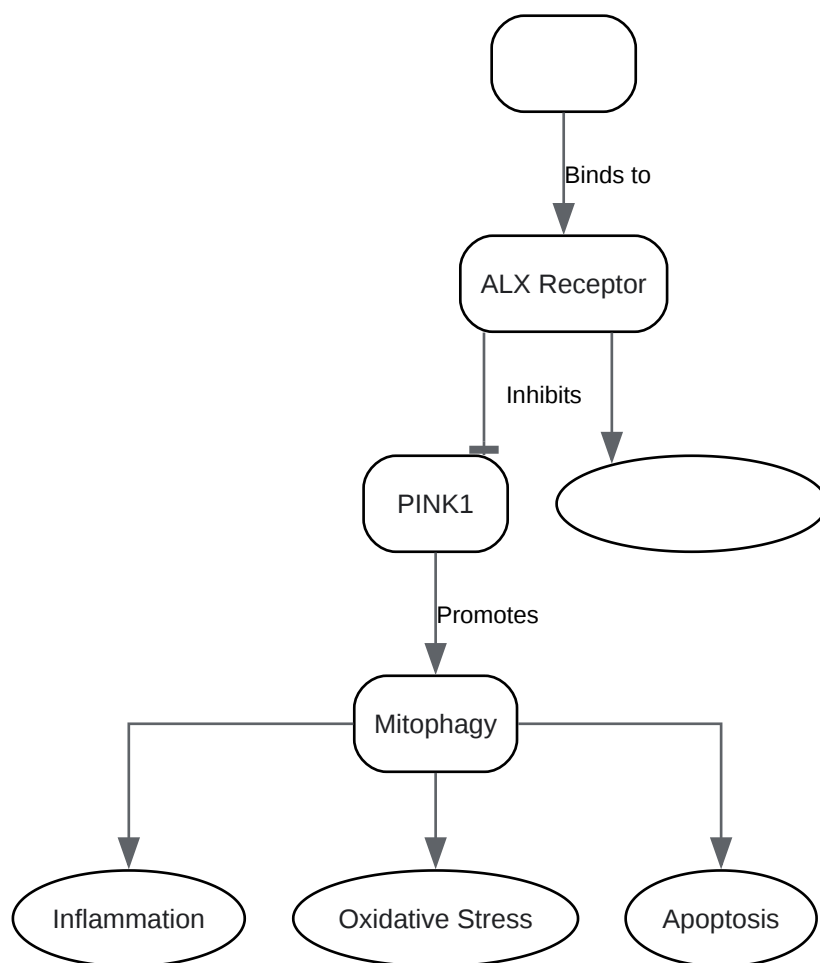 Binds to
ALX Receptor
Inhibits
PINK1
Promotes
Mitophagy
Inflammation
Oxidative Stress
Apoptosis